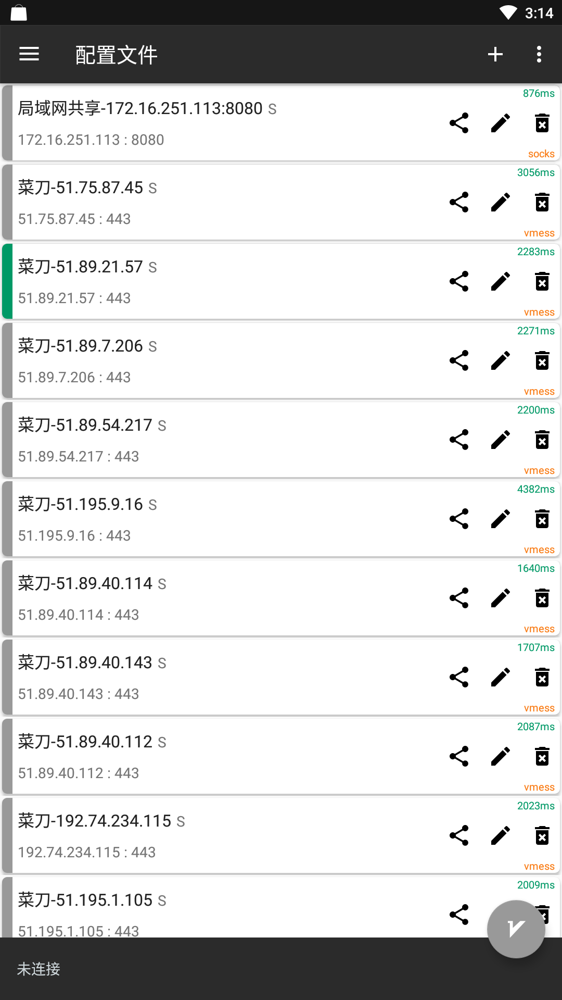 3:14
配置文件
876ms
局域网共享-172.16.251.113:8080 S
172.16.251.113 : 8080
socks
3056ms
菜刀-51.75.87.45 S
51.75.87.45 : 443
vmess
2283ms
菜刀-51.89.21.57 S
51.89.21.57 : 443
vmess
2271ms
菜刀-51.89.7.206 S
51.89.7.206 : 443
vmess
2200ms
菜刀-51.89.54.217 S
51.89.54.217 : 443
vmess
4382ms
菜刀-51.195.9.16 S
51.195.9.16 : 443
vmess
1640ms
菜刀-51.89.40.114 S
51.89.40.114 : 443
vmess
1707ms
菜刀-51.89.40.143 S
51.89.40.143 : 443
vmess
2087ms
菜刀-51.89.40.112 S
51.89.40.112 : 443
vmess
2023ms
菜刀-192.74.234.115 S
192.74.234.115 : 443
vmess
2009ms
菜刀-51.195.1.105 S
51.195.1.105 : 443
未连接